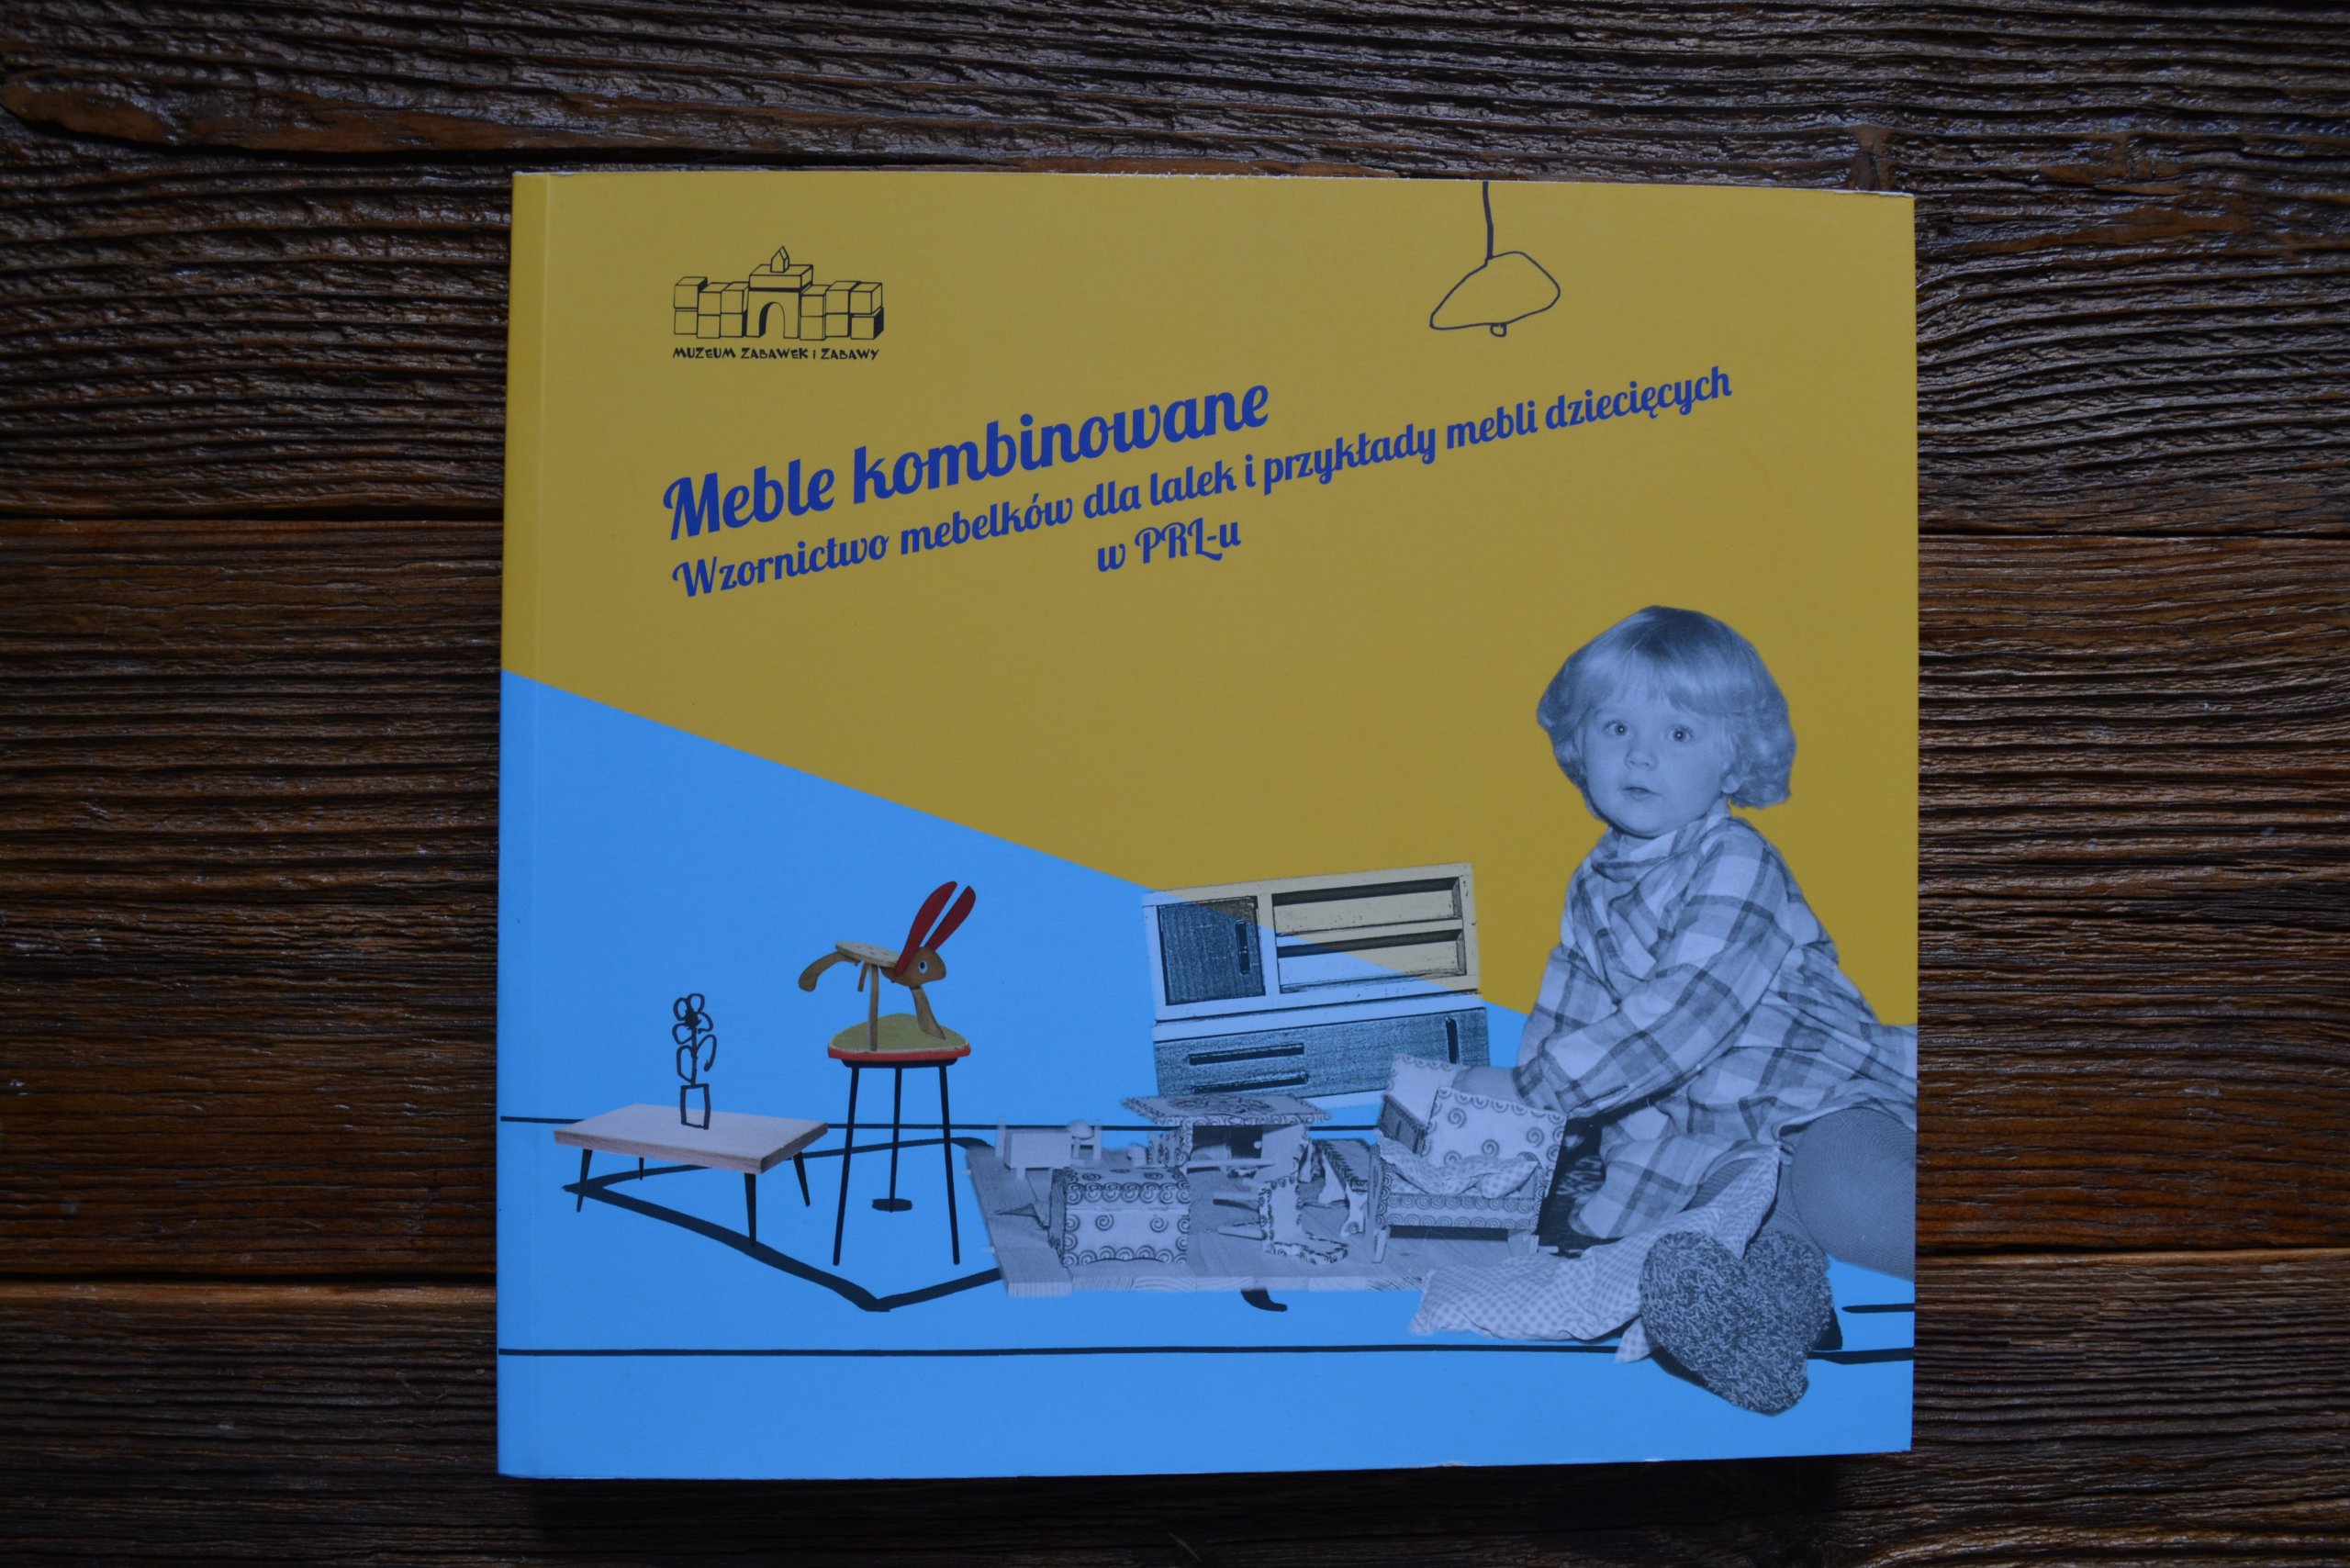 MUZEUM ZABAWEK I ZABAWY
Meble kombinowane
Wzornictwo mebelków dla lalek i przykłady mebli dziecięcych
w PRL-u